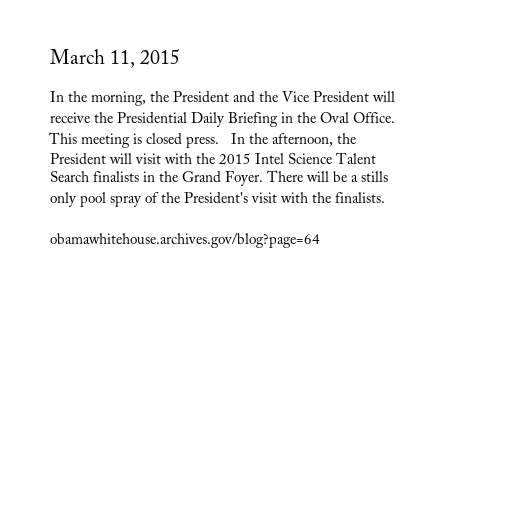 March 11, 2015
In the morning, the President and the Vice President will
receive the Presidential Daily Briefing in the Oval Office.
This meeting is closed press.   In the afternoon, the
President will visit with the 2015 Intel Science Talent
Search finalists in the Grand Foyer. There will be a stills
only pool spray of the President's visit with the finalists.
obamawhitehouse.archives.gov/blog?page=64